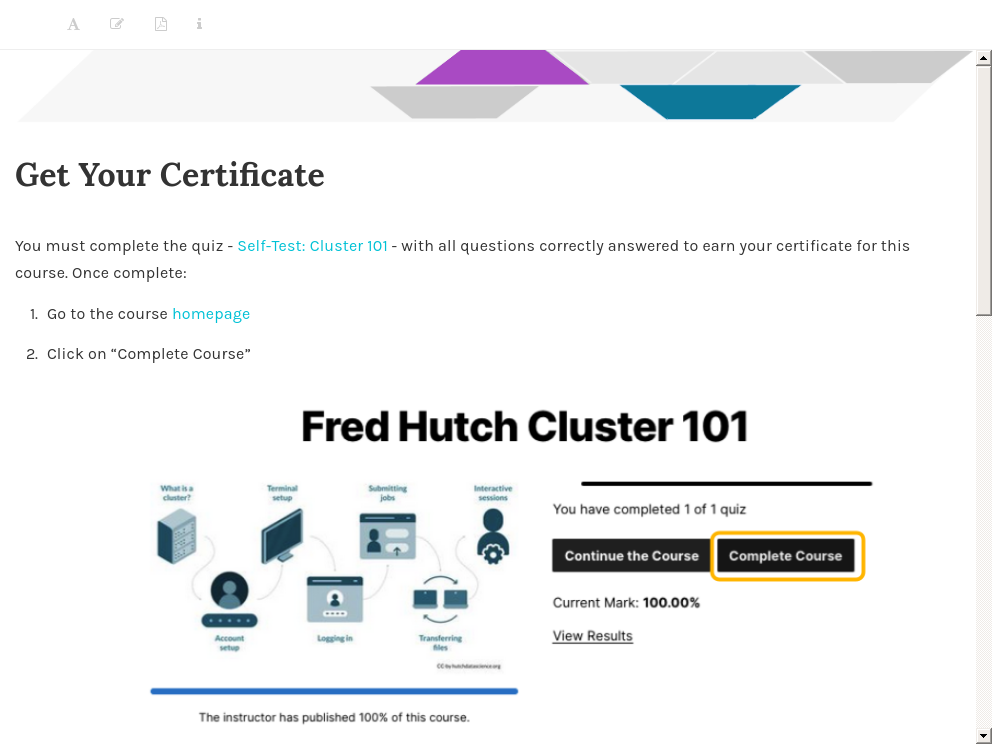 A
Get Your Certificate
You must complete the quiz - Self-Test: Cluster 101 - with all questions correctly answered to earn your certificate for this
course. Once complete:
1. Go to the course homepage
2. Click on “Complete Course”
Fred Hutch Cluster 101
What is a
cluster?
Terminal
setup
Submitting
jobs
Interactive
sessions
Account
setup
Logging in
Transferring
files
CC by hutchdatascience.org
The instructor has published 100% of this course.
You have completed 1 of 1 quiz
Continue the Course
Complete Course
Current Mark: 100.00%
View Results